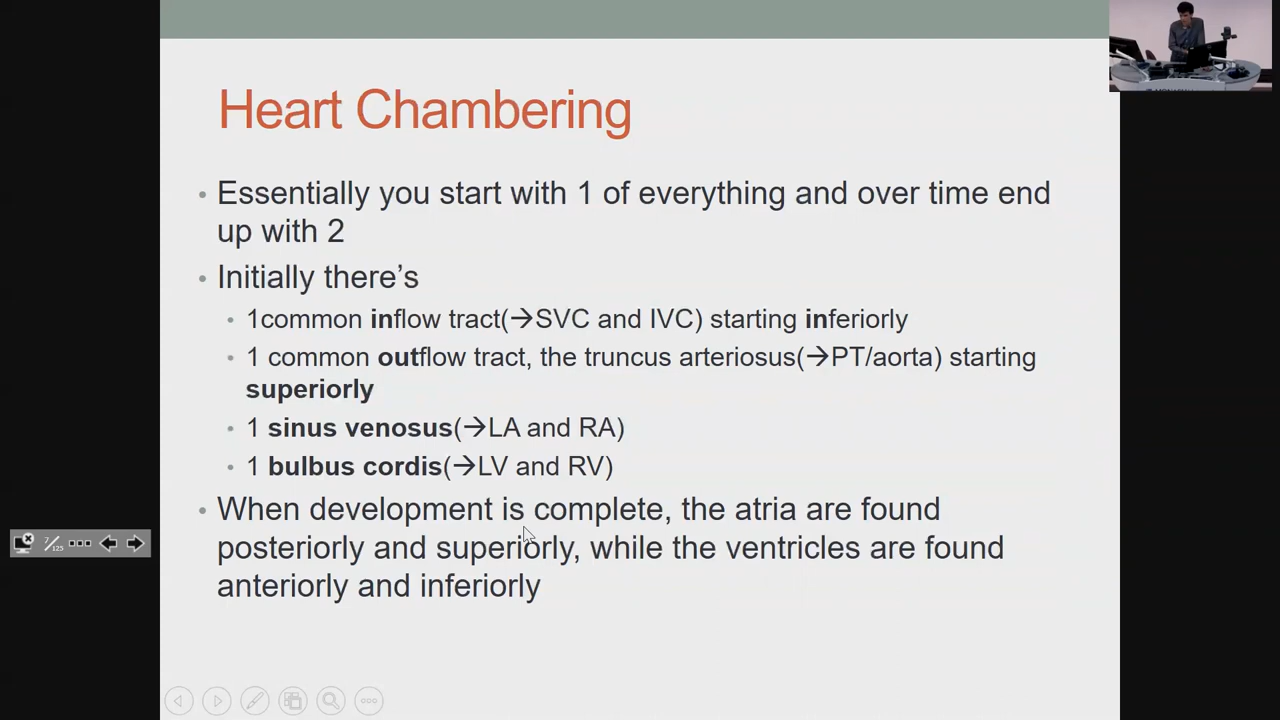 Heart Chambering
• Essentially you start with 1 of everything and over time end
up with 2
• Initially there's
• 1common inflow tract(→SVC and IVC) starting inferiorly
• 1 common outflow tract, the truncus arteriosus(→PT/aorta) starting
superiorly
• 1 sinus venosus(→LA and RA)
• 1 bulbus cordis(→LV and RV)
• When development is complete, the atria are found
posteriorly and superiorly, while the ventricles are found
anteriorly and inferiorly
7/125